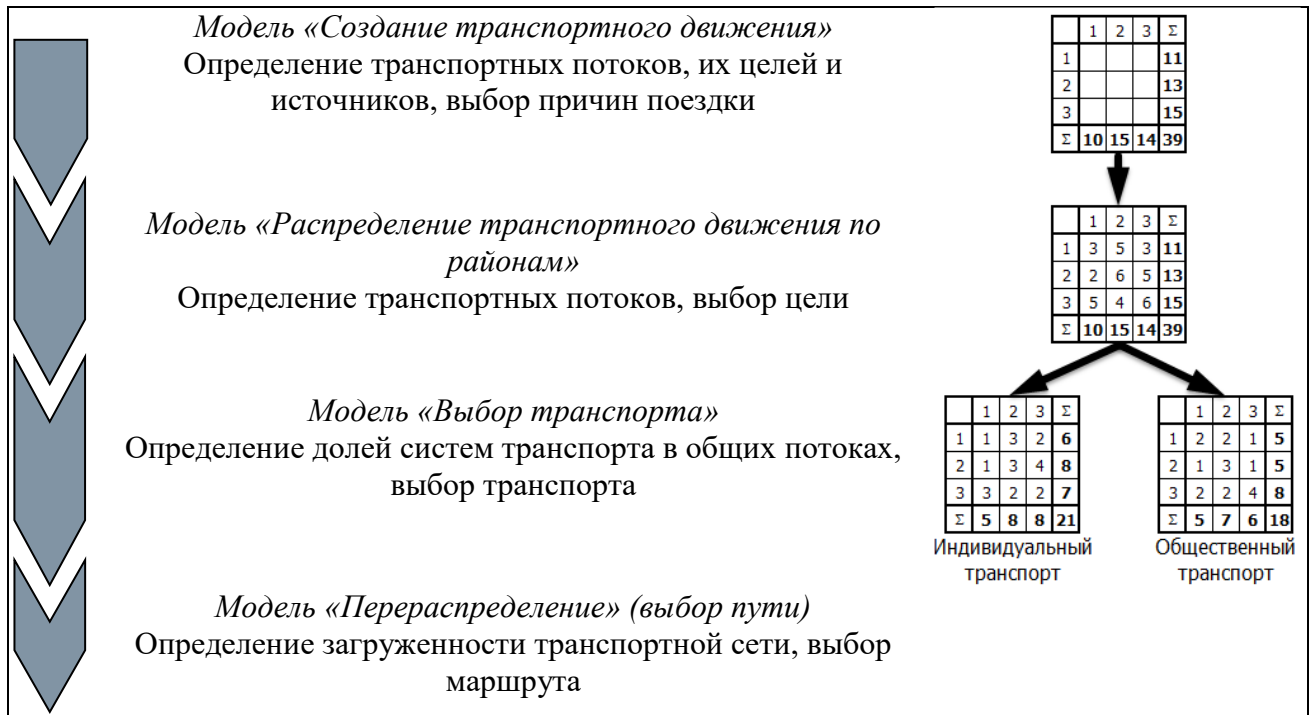 Модель «Создание транспортного движения»
Определение транспортных потоков, их целей и
источников, выбор причин поездки
1 2 3 Σ
1 11
2 13
3 15
Σ 10 15 14 39
Модель «Распределение транспортного движения по
районам»
Определение транспортных потоков, выбор цели
1 2 3 Σ
1 3 5 3 11
2 2 6 5 13
3 5 4 6 15
Σ 10 15 14 39
Модель «Выбор транспорта»
Определение долей систем транспорта в общих потоках,
выбор транспорта
1 2 3 Σ
1 1 3 2 6
2 1 3 4 8
3 3 2 2 7
Σ 5 8 8 21
Индивидуальный
транспорт
1 2 3 Σ
1 2 2 1 5
2 1 3 1 5
3 2 2 4 8
Σ 5 7 6 18
Общественный
транспорт
Модель «Перераспределение» (выбор пути)
Определение загруженности транспортной сети, выбор
маршрута